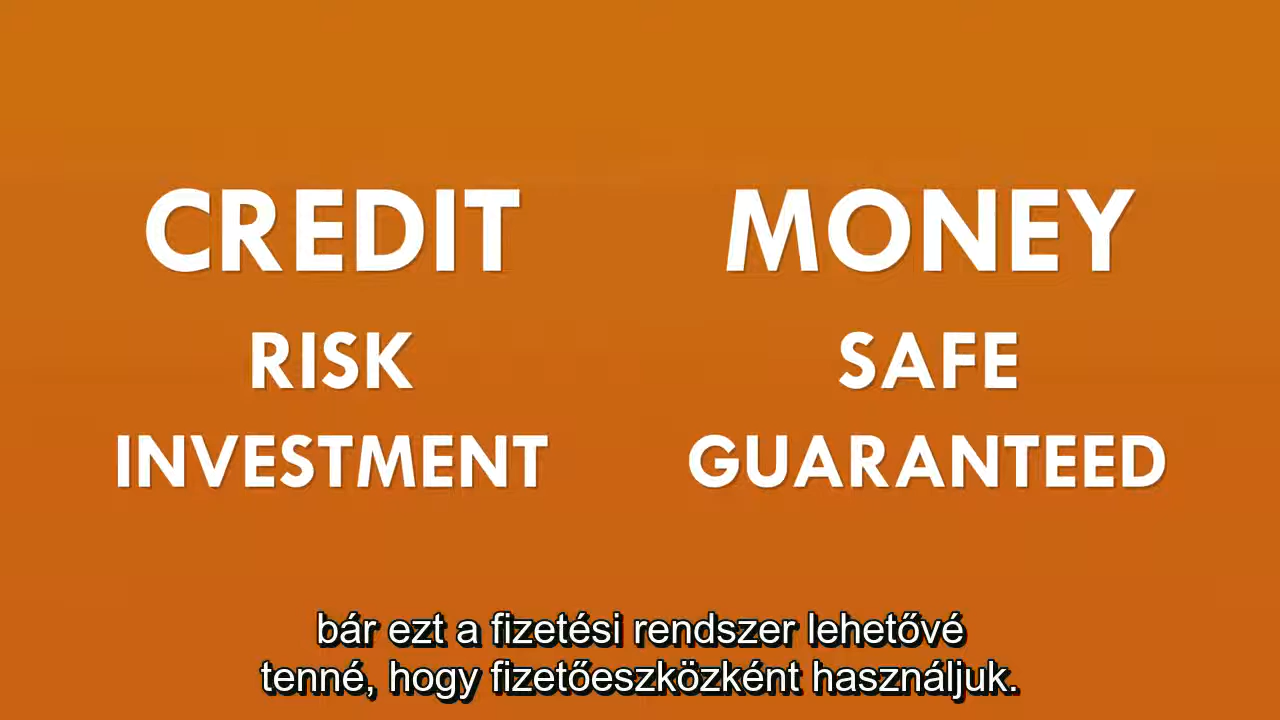 CREDIT MONEY
RISK SAFE
INVESTMENT GUARANTEED
bár ezt a fizetési rendszer lehetővé
tenné, hogy fizetőeszközként használjuk.